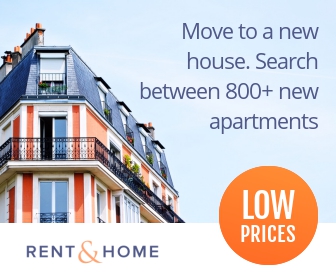 Move to a new
house. Search
between 800+ new
apartments
LOW
PRICES
RENT&HOME